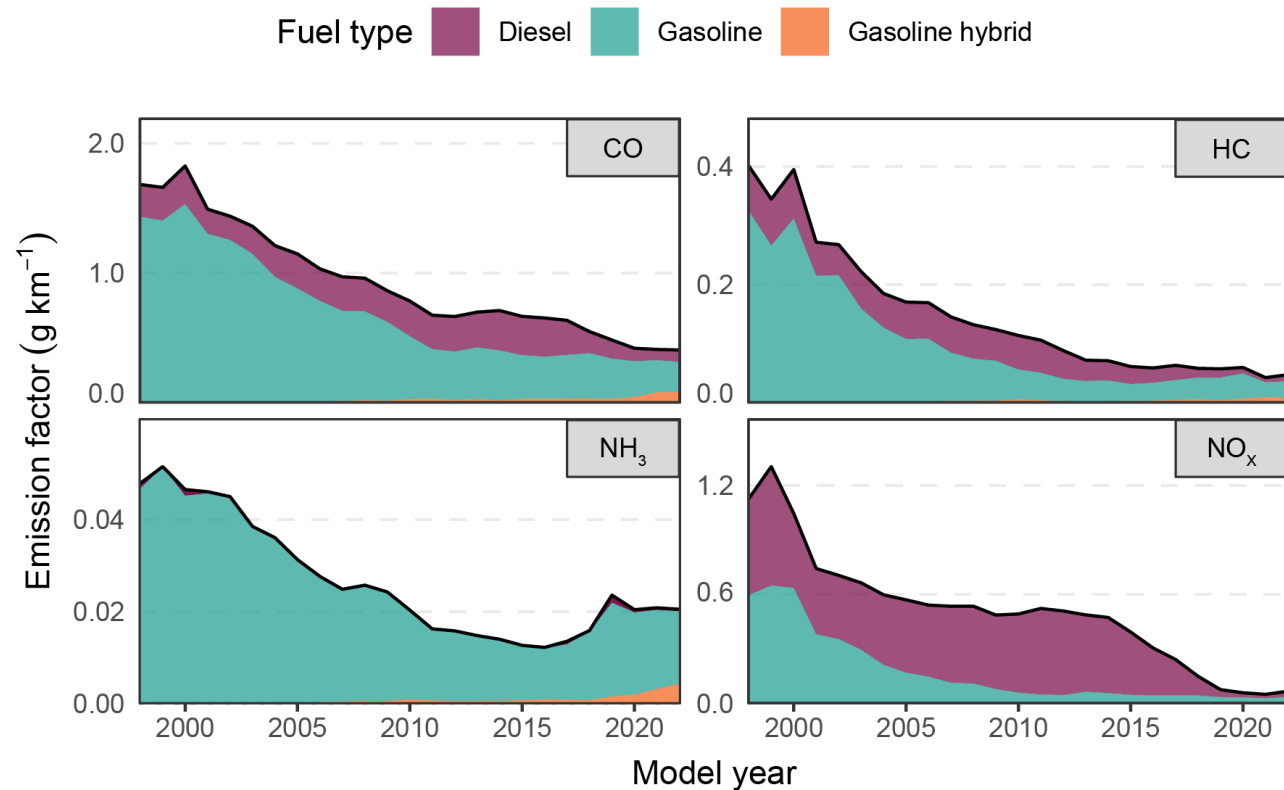 Fuel type Diesel Gasoline Gasoline hybrid
Emission factor (g km⁻¹)
CO
2.0
1.0
0.0
HC
0.4
0.2
0.0
NH₃
0.04
0.02
0.00
NOₓ
1.2
0.6
0.0
2000 2005 2010 2015 2020
2000 2005 2010 2015 2020
Model year